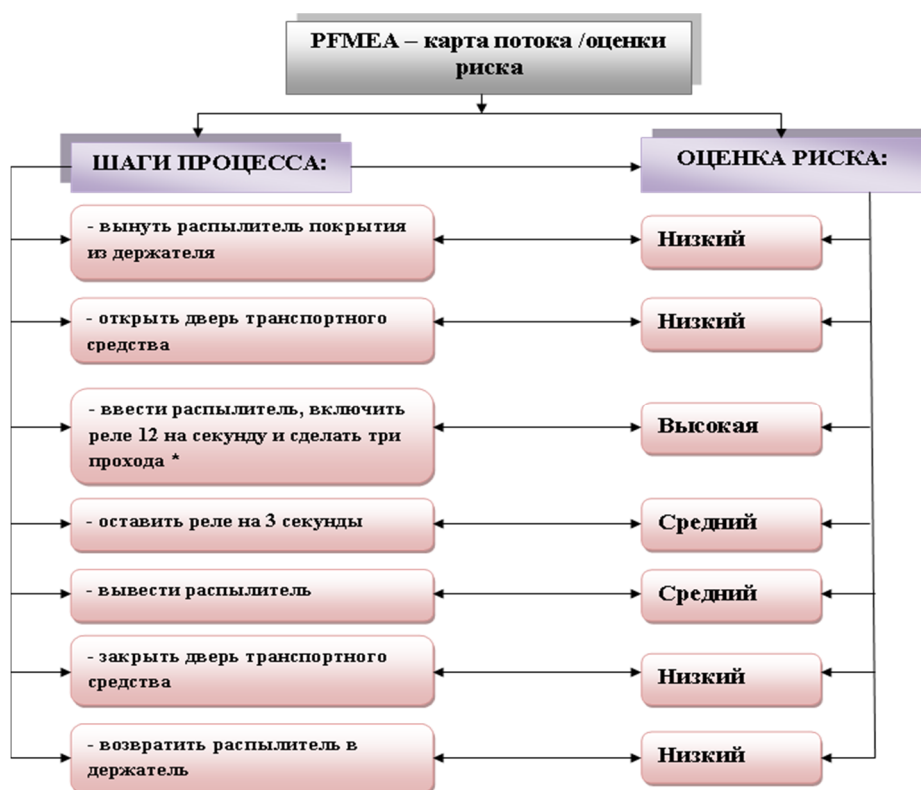 PFMEA – карта потока /оценки
риска
ШАГИ ПРОЦЕССА:
ОЦЕНКА РИСКА:
- вынуть распылитель покрытия
из держателя
Низкий
- открыть дверь транспортного
средства
Низкий
- ввести распылитель, включить
реле 12 на секунду и сделать три
прохода *
Высокая
- оставить реле на 3 секунды
Средний
- вывести распылитель
Средний
- закрыть дверь транспортного
средства
Низкий
- возвратить распылитель в
держатель
Низкий